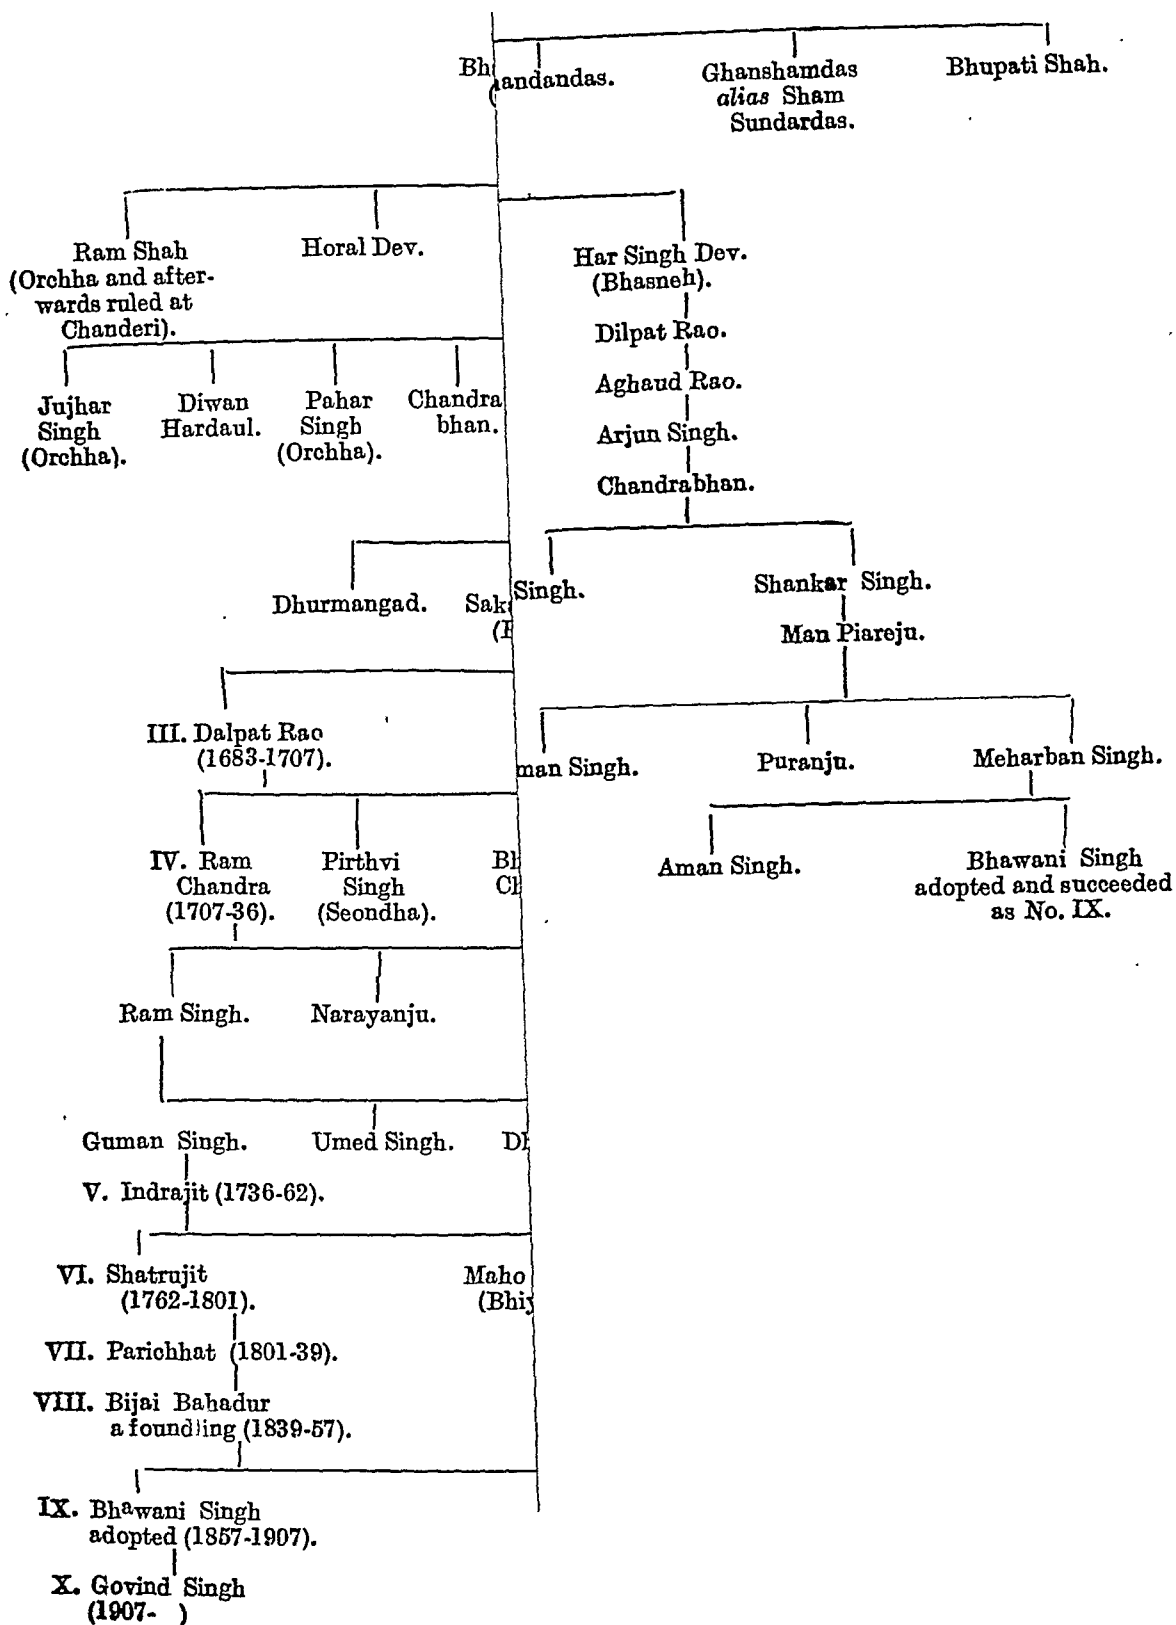 Ghanshamdas
alias Sham
Sundardas.
Bhupati Shah.
Ram Shah
(Orchha and after-
wards ruled at
Chanderi).
Horal Dev.
Har Singh Dev.
(Bhasneh).
Dilpat Rao.
Aghaud Rao.
Arjun Singh.
Chandrabhan.
Jujhar
Singh
(Orchha).
Diwan
Hardaul.
Pahar
Singh
(Orchha).
Chandra
bhan.
Dhurmangad.
Singh.
Shankar Singh.
Man Piareju.
III. Dalpat Rao
(1683-1707).
Singh.
Puranju.
Meharban Singh.
IV. Ram
Chandra
(1707-36).
Pirthvi
Singh
(Seondha).
Aman Singh.
Bhawani Singh
adopted and succeeded
as No. IX.
Ram Singh.
Narayanju.
Guman Singh.
Umed Singh.
V. Indrajit (1736-62).
VI. Shatrujit
(1762-1801).
Maho
VII. Parichhat (1801-39).
VIII. Bijai Bahadur
a foundling (1839-57).
IX. Bhawani Singh
adopted (1857-1907).
X. Govind Singh
(1907- )